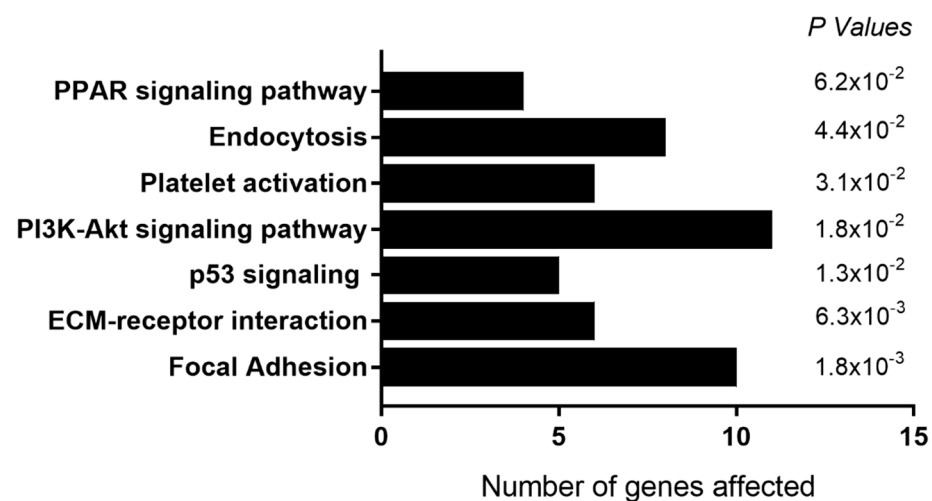 P Values
PPAR signaling pathway 6.2x10⁻²
Endocytosis 4.4x10⁻²
Platelet activation 3.1x10⁻²
PI3K-Akt signaling pathway 1.8x10⁻²
p53 signaling 1.3x10⁻²
ECM-receptor interaction 6.3x10⁻³
Focal Adhesion 1.8x10⁻³
0 5 10 15
Number of genes affected